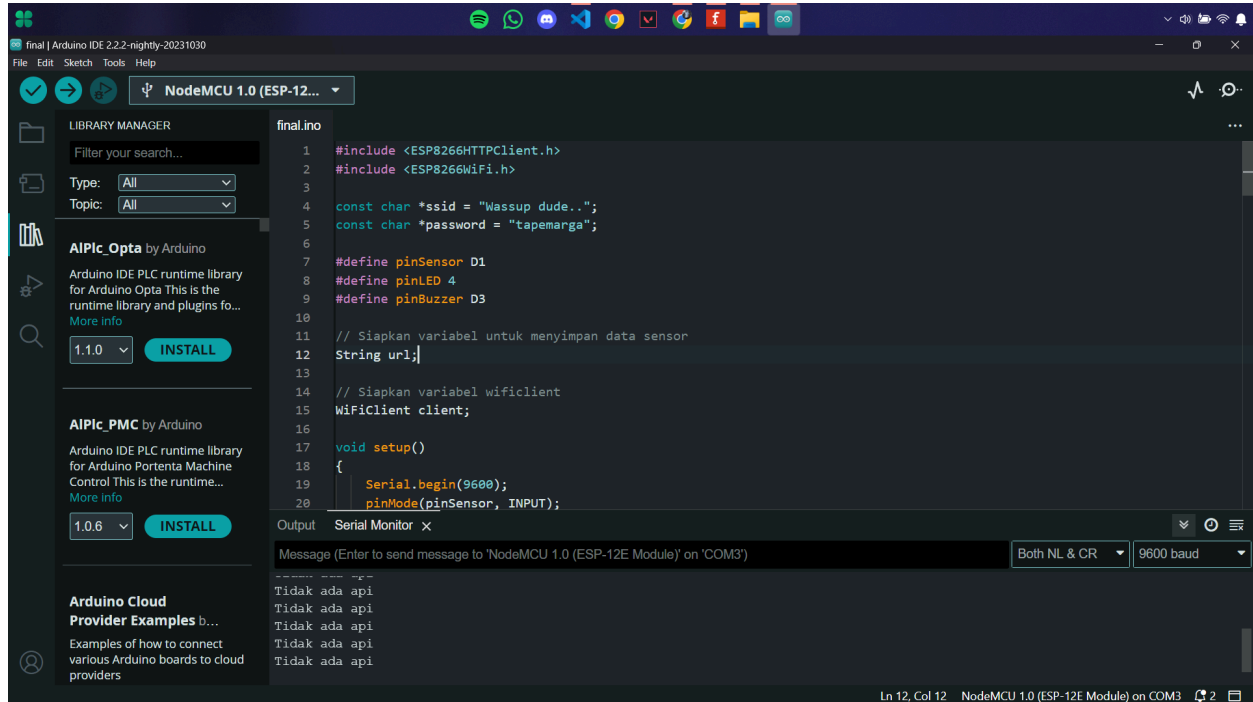 final | Arduino IDE 2.2.2-nightly-20231030
File Edit Sketch Tools Help
NodeMCU 1.0 (ESP-12...
LIBRARY MANAGER
Filter your search...
Type: All
Topic: All
AIPlc_Opta by Arduino
Arduino IDE PLC runtime library
for Arduino Opta This is the
runtime library and plugins fo...
More info
1.1.0 INSTALL
AIPlc_PMC by Arduino
Arduino IDE PLC runtime library
for Arduino Portenta Machine
Control This is the runtime...
More info
1.0.6 INSTALL
Arduino Cloud
Provider Examples b...
Examples of how to connect
various Arduino boards to cloud
providers
final.ino
1 #include <ESP8266HTTPClient.h>
2 #include <ESP8266WiFi.h>
3
4 const char *ssid = "Wassup dude..";
5 const char *password = "tapemarga";
6
7 #define pinSensor D1
8 #define pinLED 4
9 #define pinBuzzer D3
10
11 // Siapkan variabel untuk menyimpan data sensor
12 String url;
13
14 // Siapkan variabel wificlient
15 WiFiClient client;
16
17 void setup()
18 {
19 Serial.begin(9600);
20 pinMode(pinSensor, INPUT);
Output Serial Monitor
Message (Enter to send message to 'NodeMCU 1.0 (ESP-12E Module)' on 'COM3')
Both NL & CR
9600 baud
Tidak ada api
Tidak ada api
Tidak ada api
Tidak ada api
Tidak ada api
Ln 12, Col 12 NodeMCU 1.0 (ESP-12E Module) on COM3 2